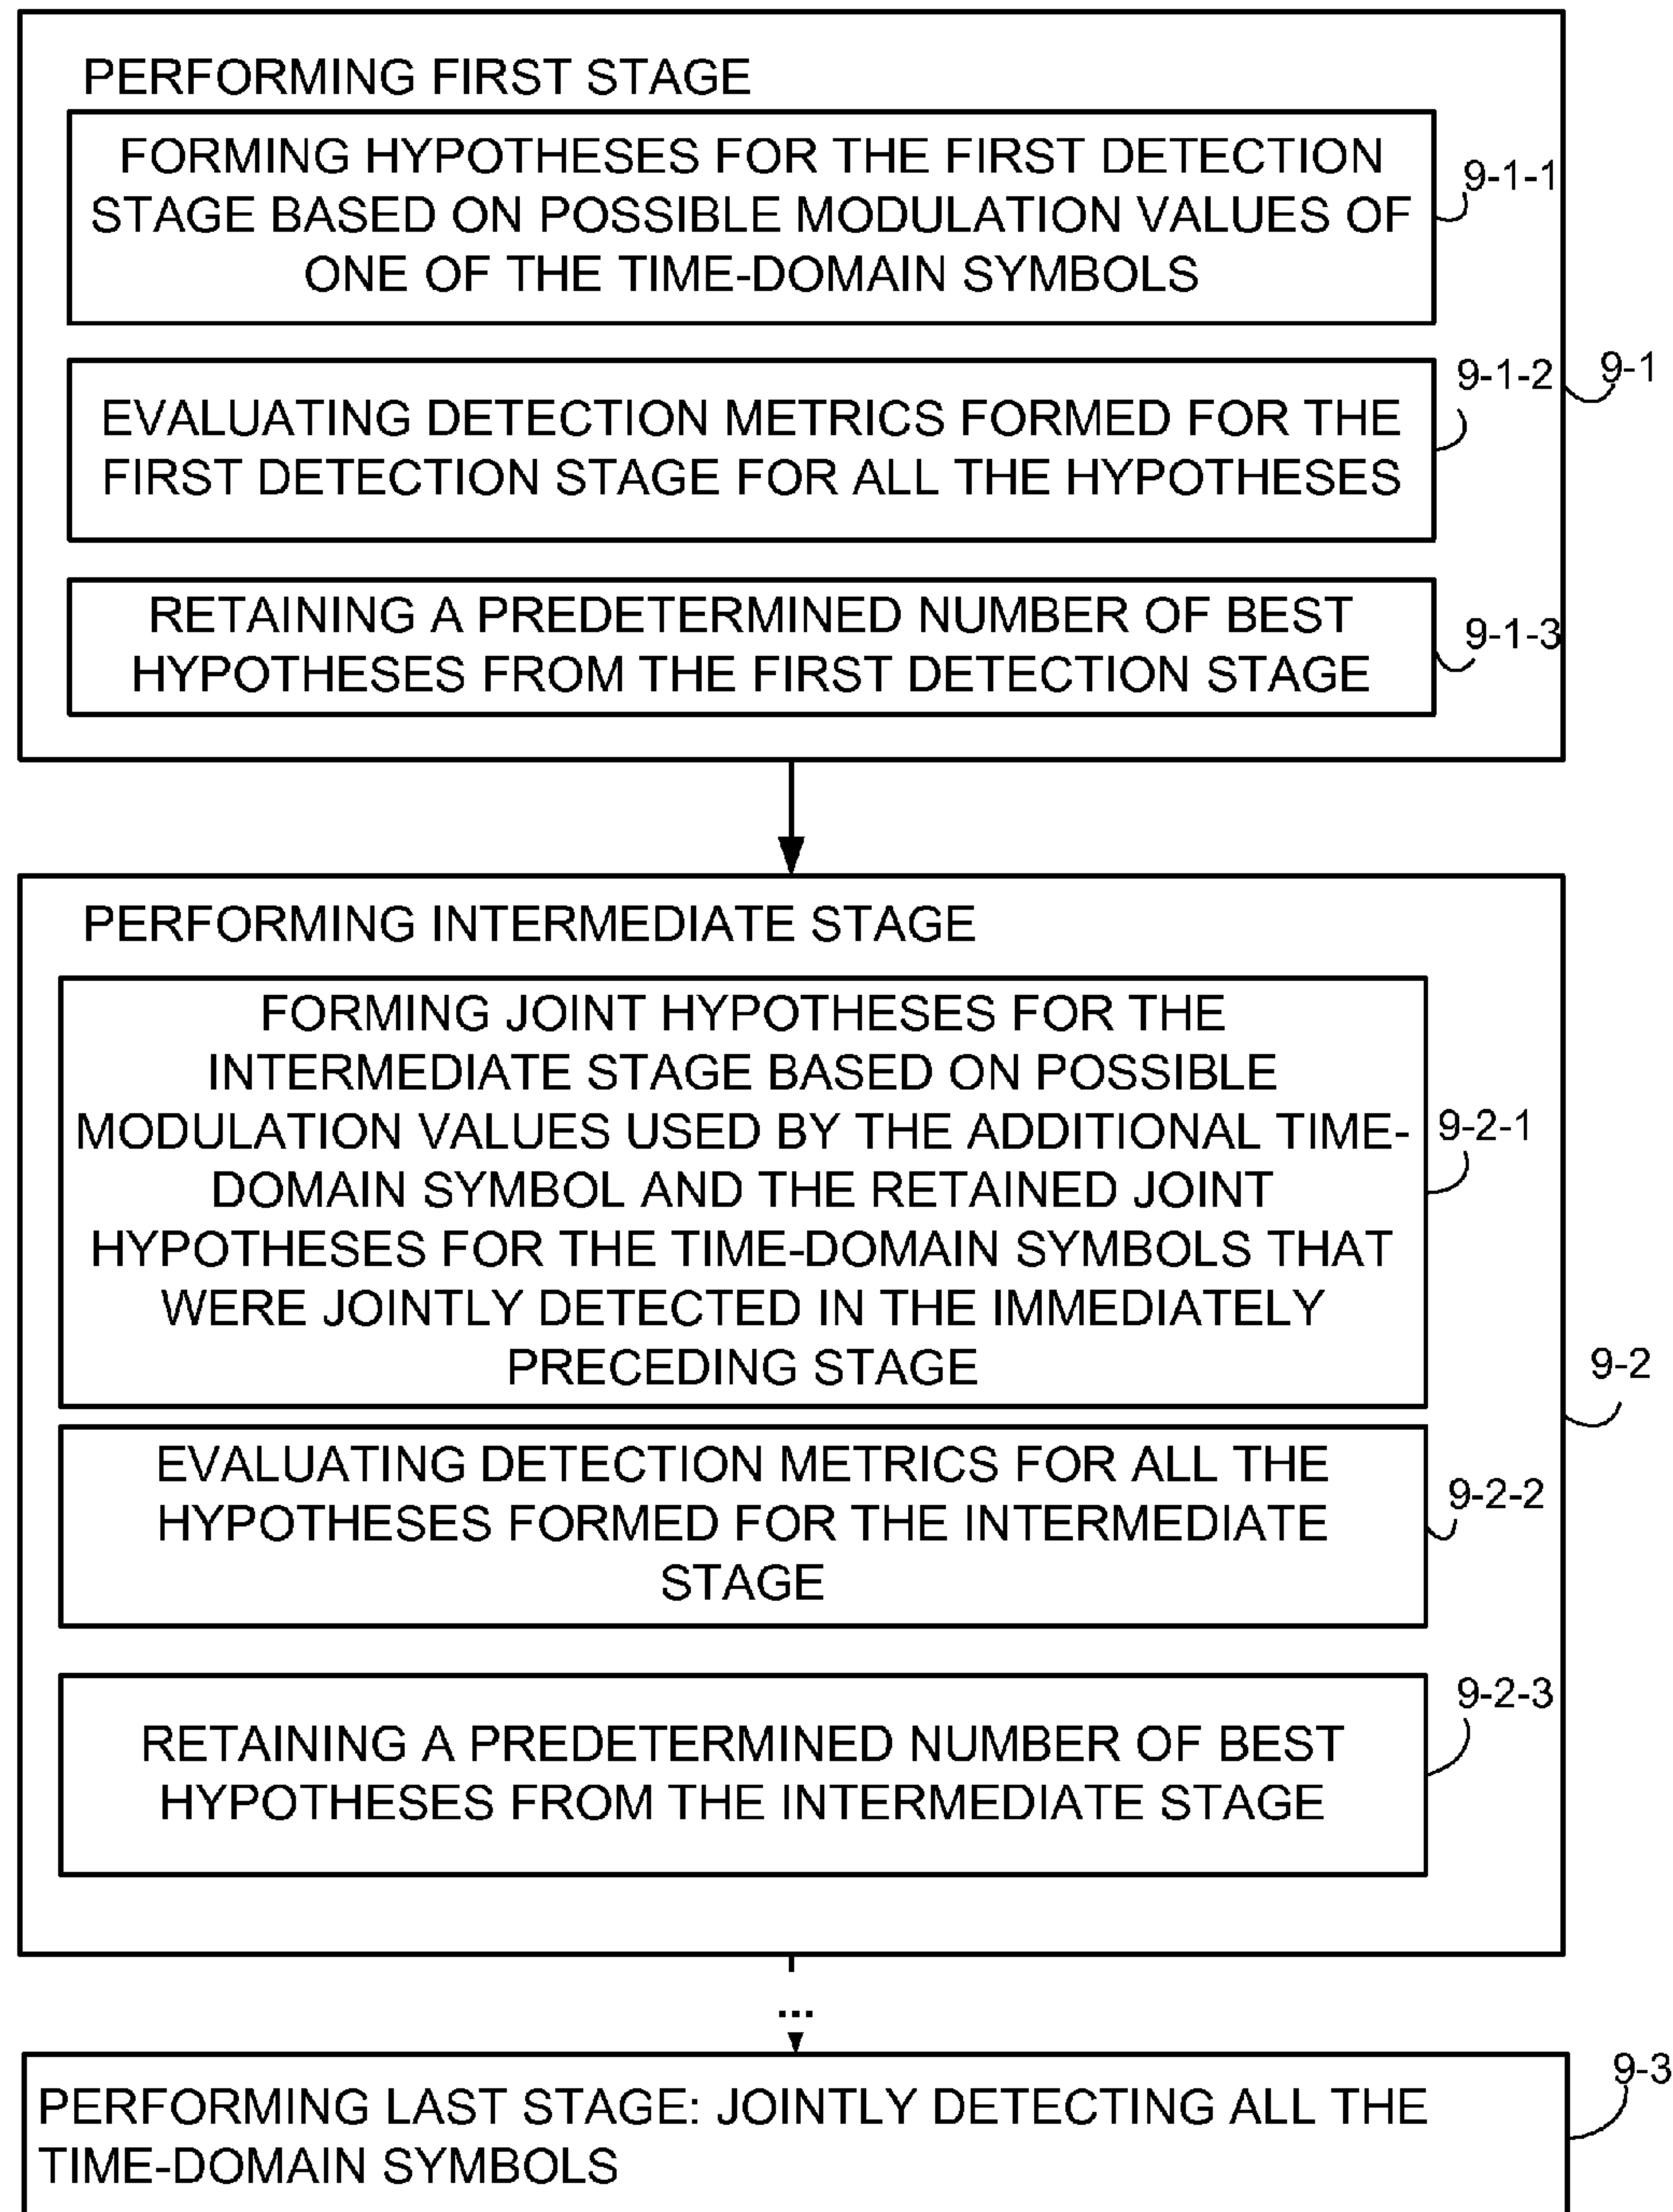 PERFORMING FIRST STAGE
FORMING HYPOTHESES FOR THE FIRST DETECTION
STAGE BASED ON POSSIBLE MODULATION VALUES OF
ONE OF THE TIME-DOMAIN SYMBOLS
9-1-1
EVALUATING DETECTION METRICS FORMED FOR THE
FIRST DETECTION STAGE FOR ALL THE HYPOTHESES
9-1-2
9-1
RETAINING A PREDETERMINED NUMBER OF BEST
HYPOTHESES FROM THE FIRST DETECTION STAGE
9-1-3
PERFORMING INTERMEDIATE STAGE
FORMING JOINT HYPOTHESES FOR THE
INTERMEDIATE STAGE BASED ON POSSIBLE
MODULATION VALUES USED BY THE ADDITIONAL TIME-
DOMAIN SYMBOL AND THE RETAINED JOINT
HYPOTHESES FOR THE TIME-DOMAIN SYMBOLS THAT
WERE JOINTLY DETECTED IN THE IMMEDIATELY
PRECEDING STAGE
9-2-1
9-2
EVALUATING DETECTION METRICS FOR ALL THE
HYPOTHESES FORMED FOR THE INTERMEDIATE
STAGE
9-2-2
RETAINING A PREDETERMINED NUMBER OF BEST
HYPOTHESES FROM THE INTERMEDIATE STAGE
9-2-3
...
PERFORMING LAST STAGE: JOINTLY DETECTING ALL THE
TIME-DOMAIN SYMBOLS
9-3